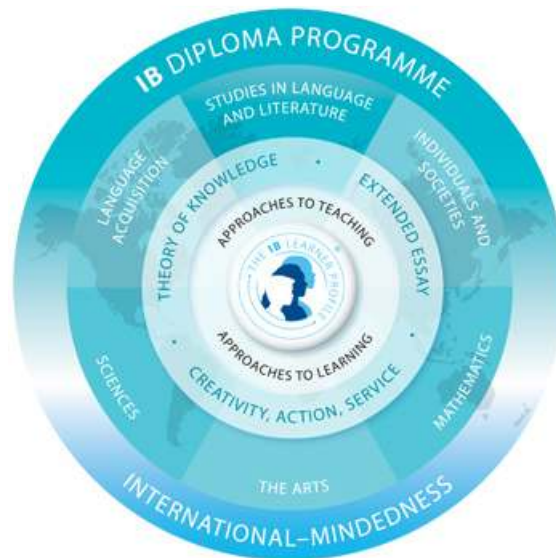 IB DIPLOMA PROGRAMME
STUDIES IN LANGUAGE
AND LITERATURE
LANGUAGE
ACQUISITION
INDIVIDUALS AND
SOCIETIES
THEORY OF KNOWLEDGE
EXTENDED ESSAY
APPROACHES TO TEACHING
THE IB LEARNER PROFILE
APPROACHES TO LEARNING
CREATIVITY, ACTION, SERVICE
SCIENCES
MATHEMATICS
THE ARTS
INTERNATIONAL–MINDEDNESS